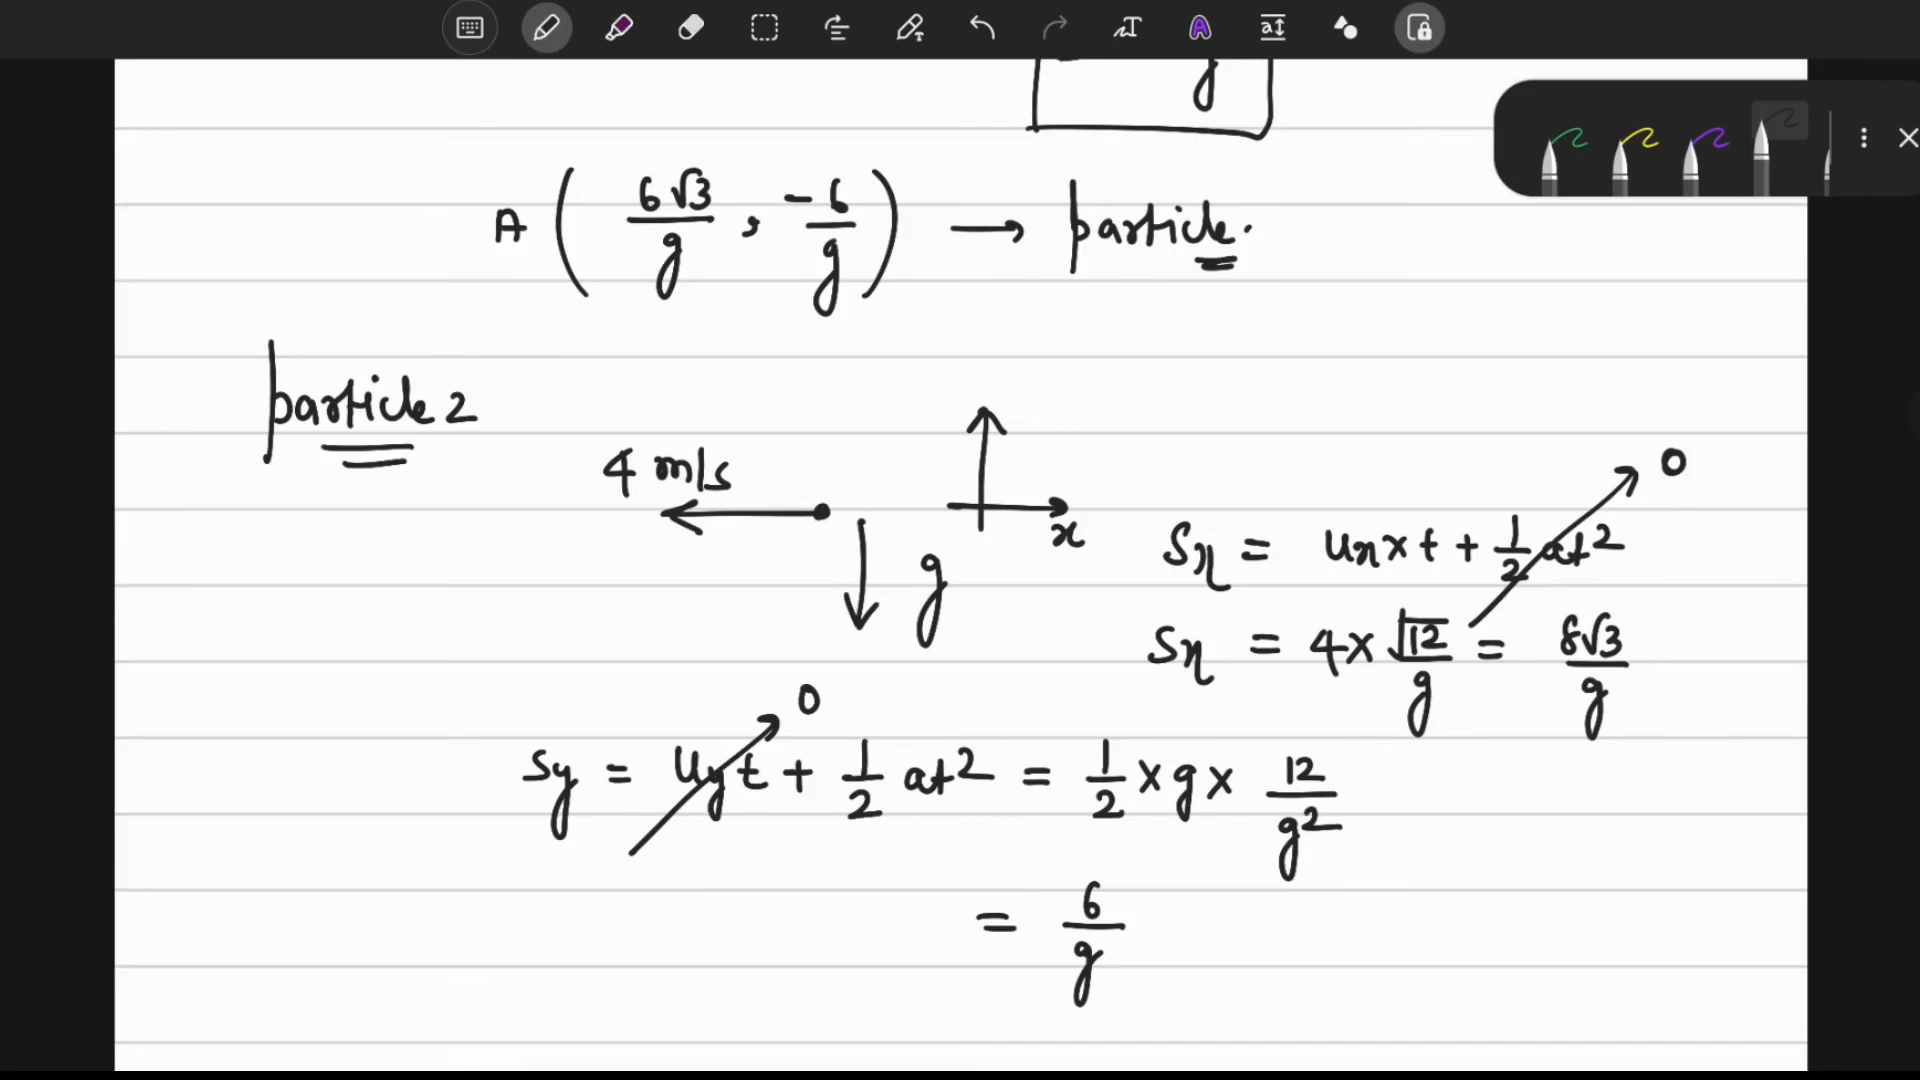 g
A ( 6√3/g , -6/g ) → particle.
particle 2
4 m/s
g
x
Sx = ux×t + 1/2 at² 0
Sx = 4× √12/g = 8√3/g
Sy = uyt 0 + 1/2 at² = 1/2 × g × 12/g²
= 6/g